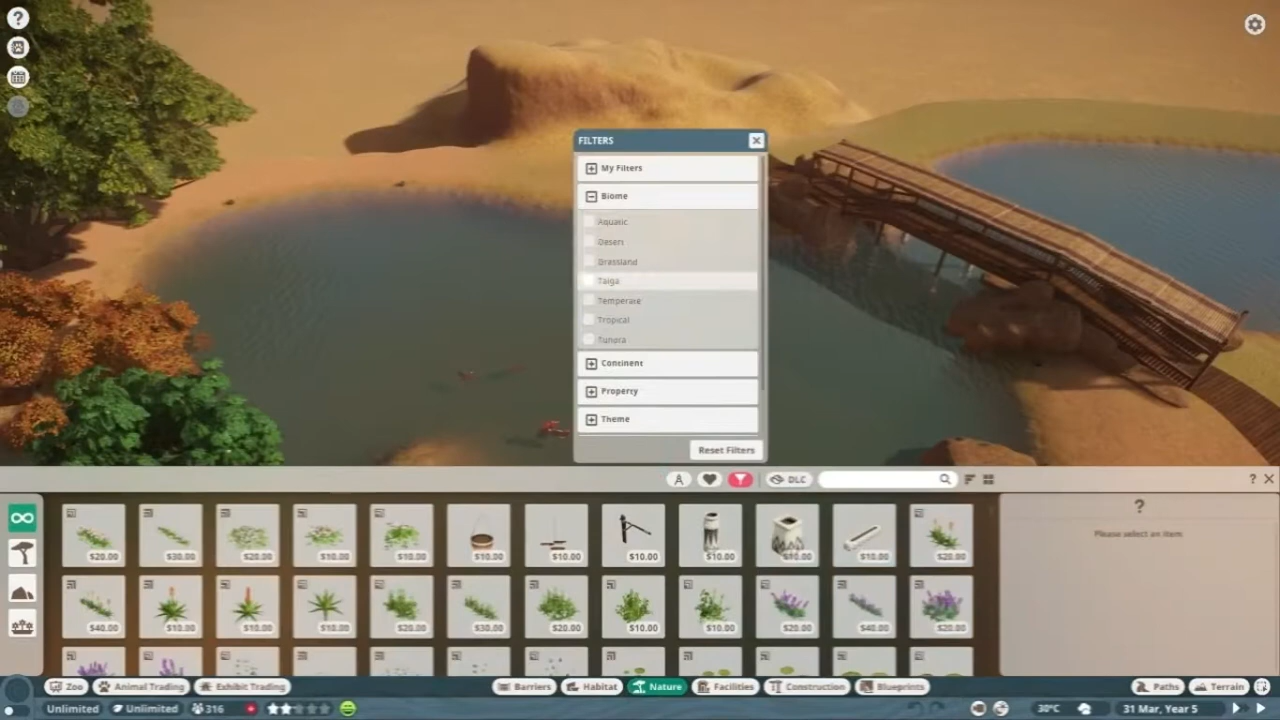 ?
FILTERS
My Filters
Biome
Aquatic
Desert
Grassland
Taiga
Temperate
Tropical
Tundra
Continent
Property
Theme
Reset Filters
DLC
?
?
Please select an item
$20.00 $30.00 $20.00 $10.00 $10.00 $10.00 $10.00 $10.00 $10.00 $10.00 $10.00 $20.00
$40.00 $10.00 $10.00 $10.00 $20.00 $30.00 $20.00 $10.00 $10.00 $20.00 $40.00 $20.00
Zoo Animal Trading Exhibit Trading Barriers Habitat Nature Facilities Construction Blueprints Paths Terrain
Unlimited Unlimited 316 30°C 31 Mar, Year 5